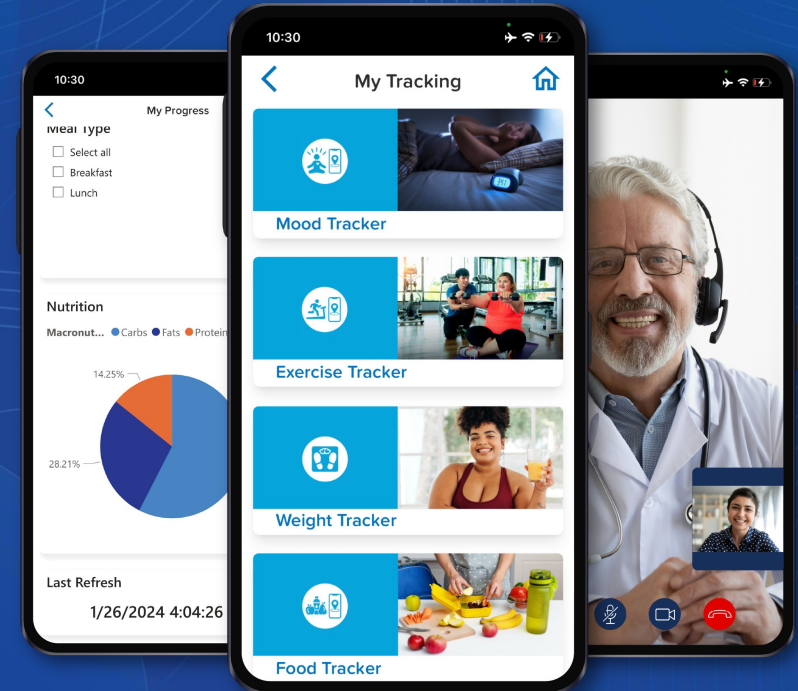 10:30
My Progress
Meal Type
Select all
Breakfast
Lunch
Nutrition
Macronut... Carbs Fats Protein
14.25%
28.21%
Last Refresh
1/26/2024 4:04:26
10:30
My Tracking
Mood Tracker
Exercise Tracker
Weight Tracker
Food Tracker